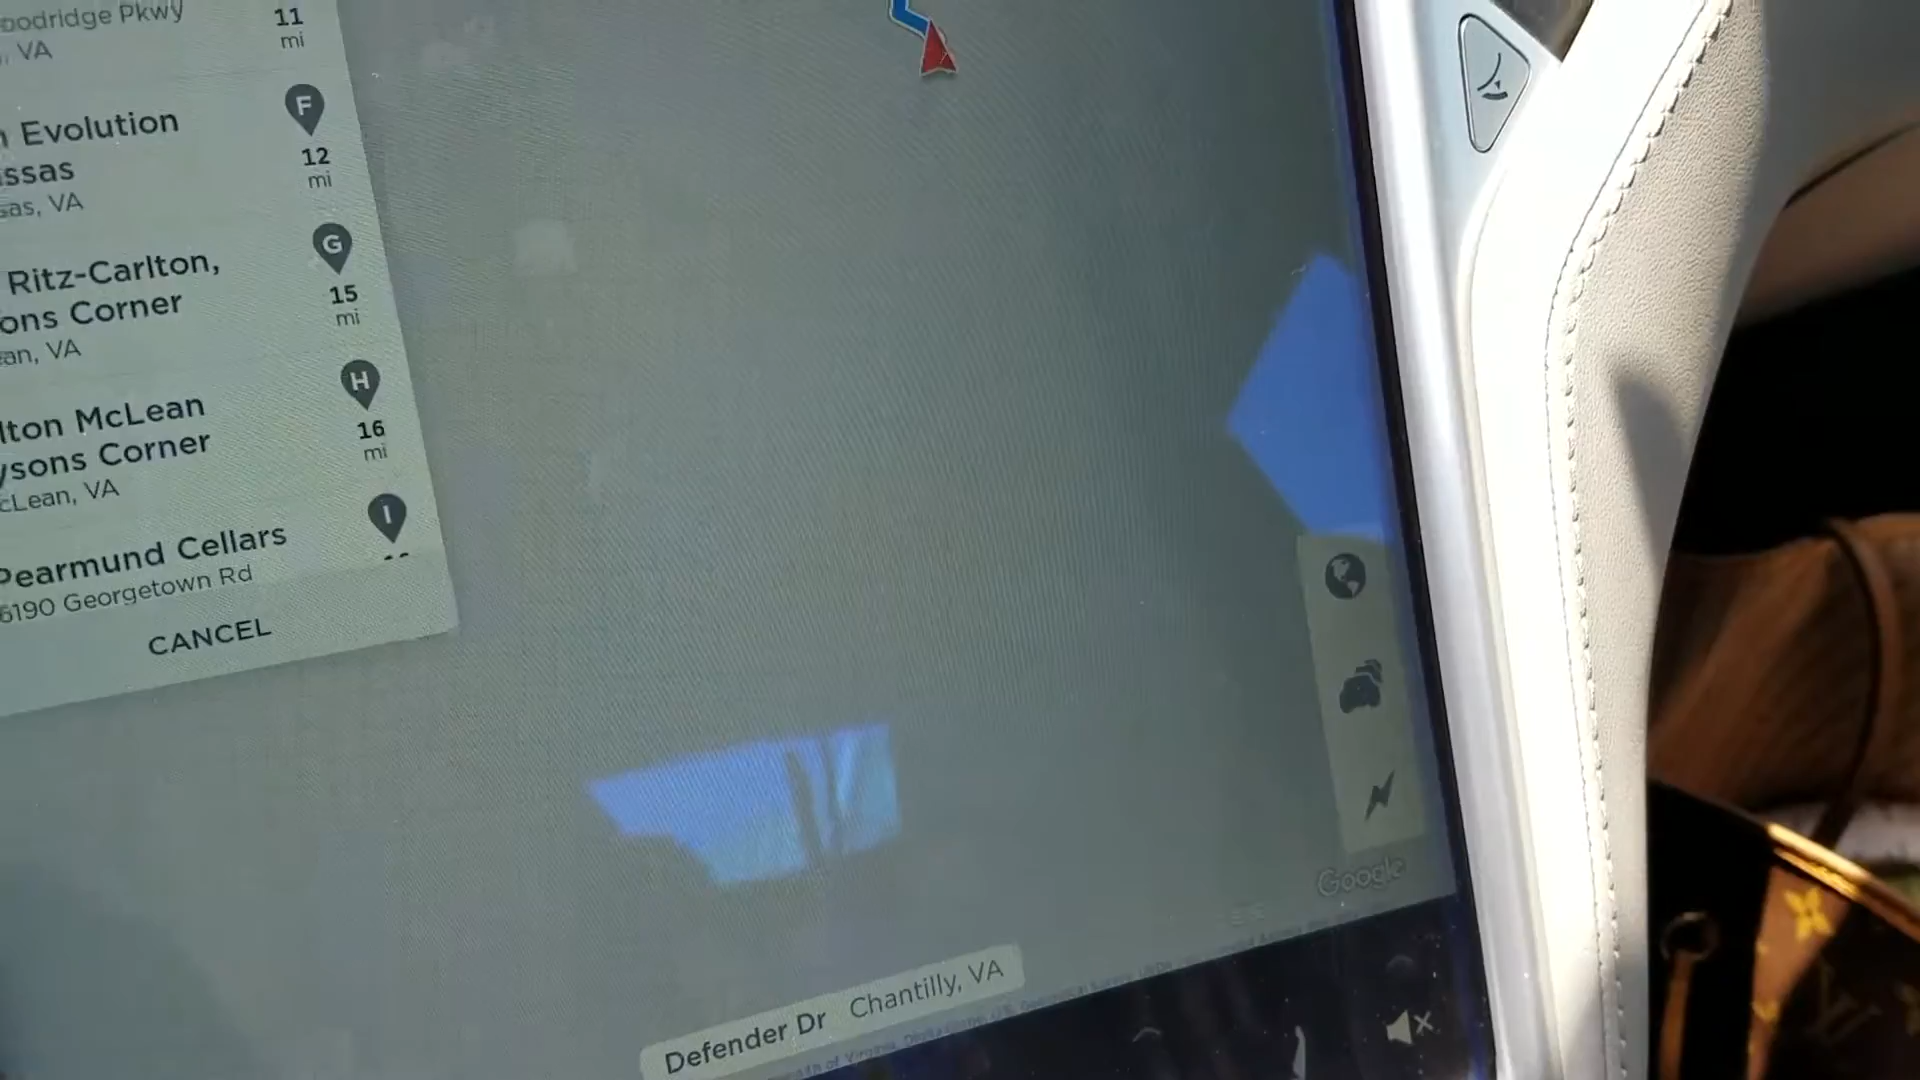 oodridge Pkwy
, VA
11
mi
F
n Evolution
ssas
sas, VA
12
mi
G
Ritz-Carlton,
ons Corner
ean, VA
15
mi
H
lton McLean
ysons Corner
cLean, VA
16
mi
I
Pearmund Cellars
6190 Georgetown Rd
CANCEL
Google
Defender Dr Chantilly, VA